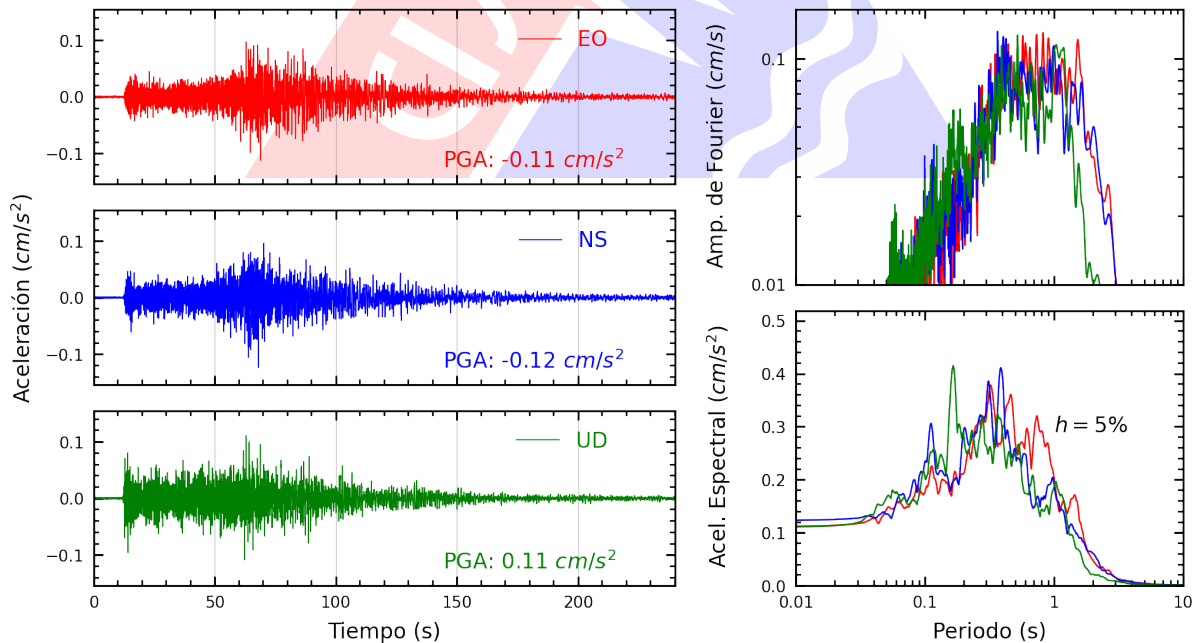 EO
0.1
0.0
−0.1
PGA: -0.11 cm/s²
NS
0.1
0.0
−0.1
PGA: -0.12 cm/s²
UD
0.1
0.0
−0.1
PGA: 0.11 cm/s²
0
50
100
150
200
Aceleración (cm/s²)
Tiempo (s)
0.1
0.01
Amp. de Fourier (cm/s)
0.5
0.4
0.3
0.2
0.1
0.0
h = 5%
Acel. Espectral (cm/s²)
0.01
0.1
1
10
Periodo (s)